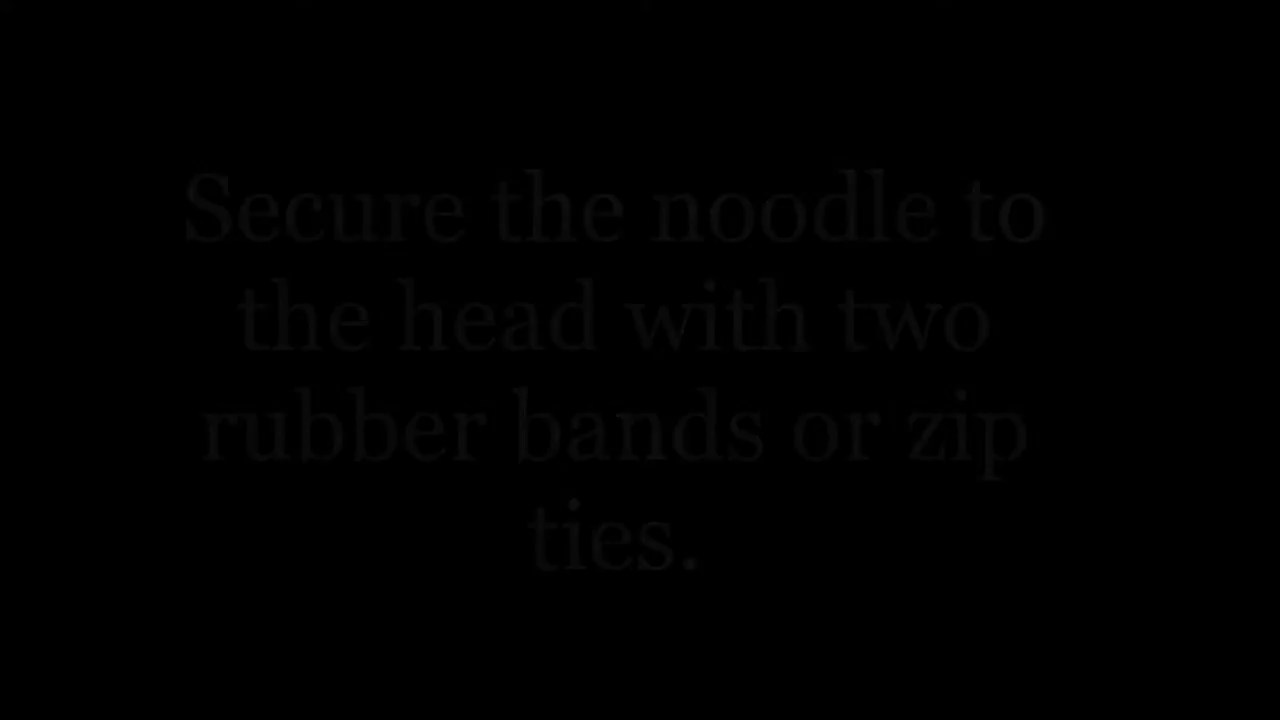 Secure the noodle to
the head with two
rubber bands or zip
ties.